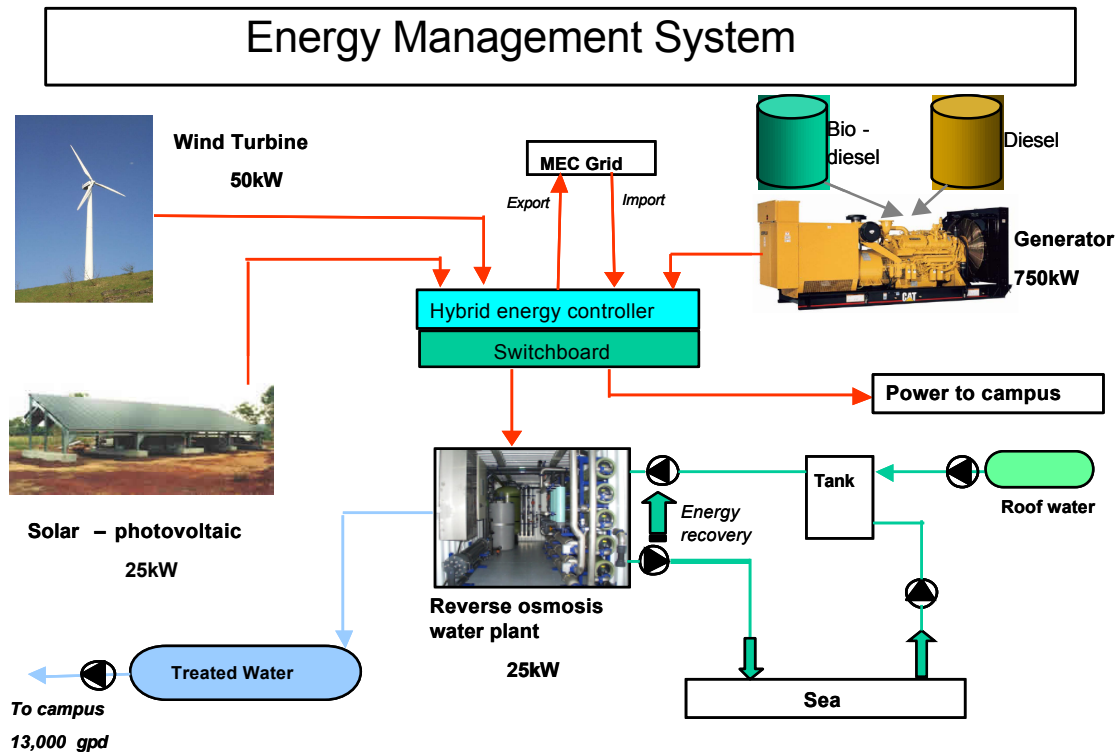 Energy Management System
Wind Turbine
50kW
MEC Grid
Export
Import
Bio -
diesel
Diesel
Generator
750kW
CAT
Hybrid energy controller
Switchboard
Power to campus
Solar – photovoltaic
25kW
Tank
Roof water
Energy
recovery
Reverse osmosis
water plant
25kW
Treated Water
Sea
To campus
13,000 gpd